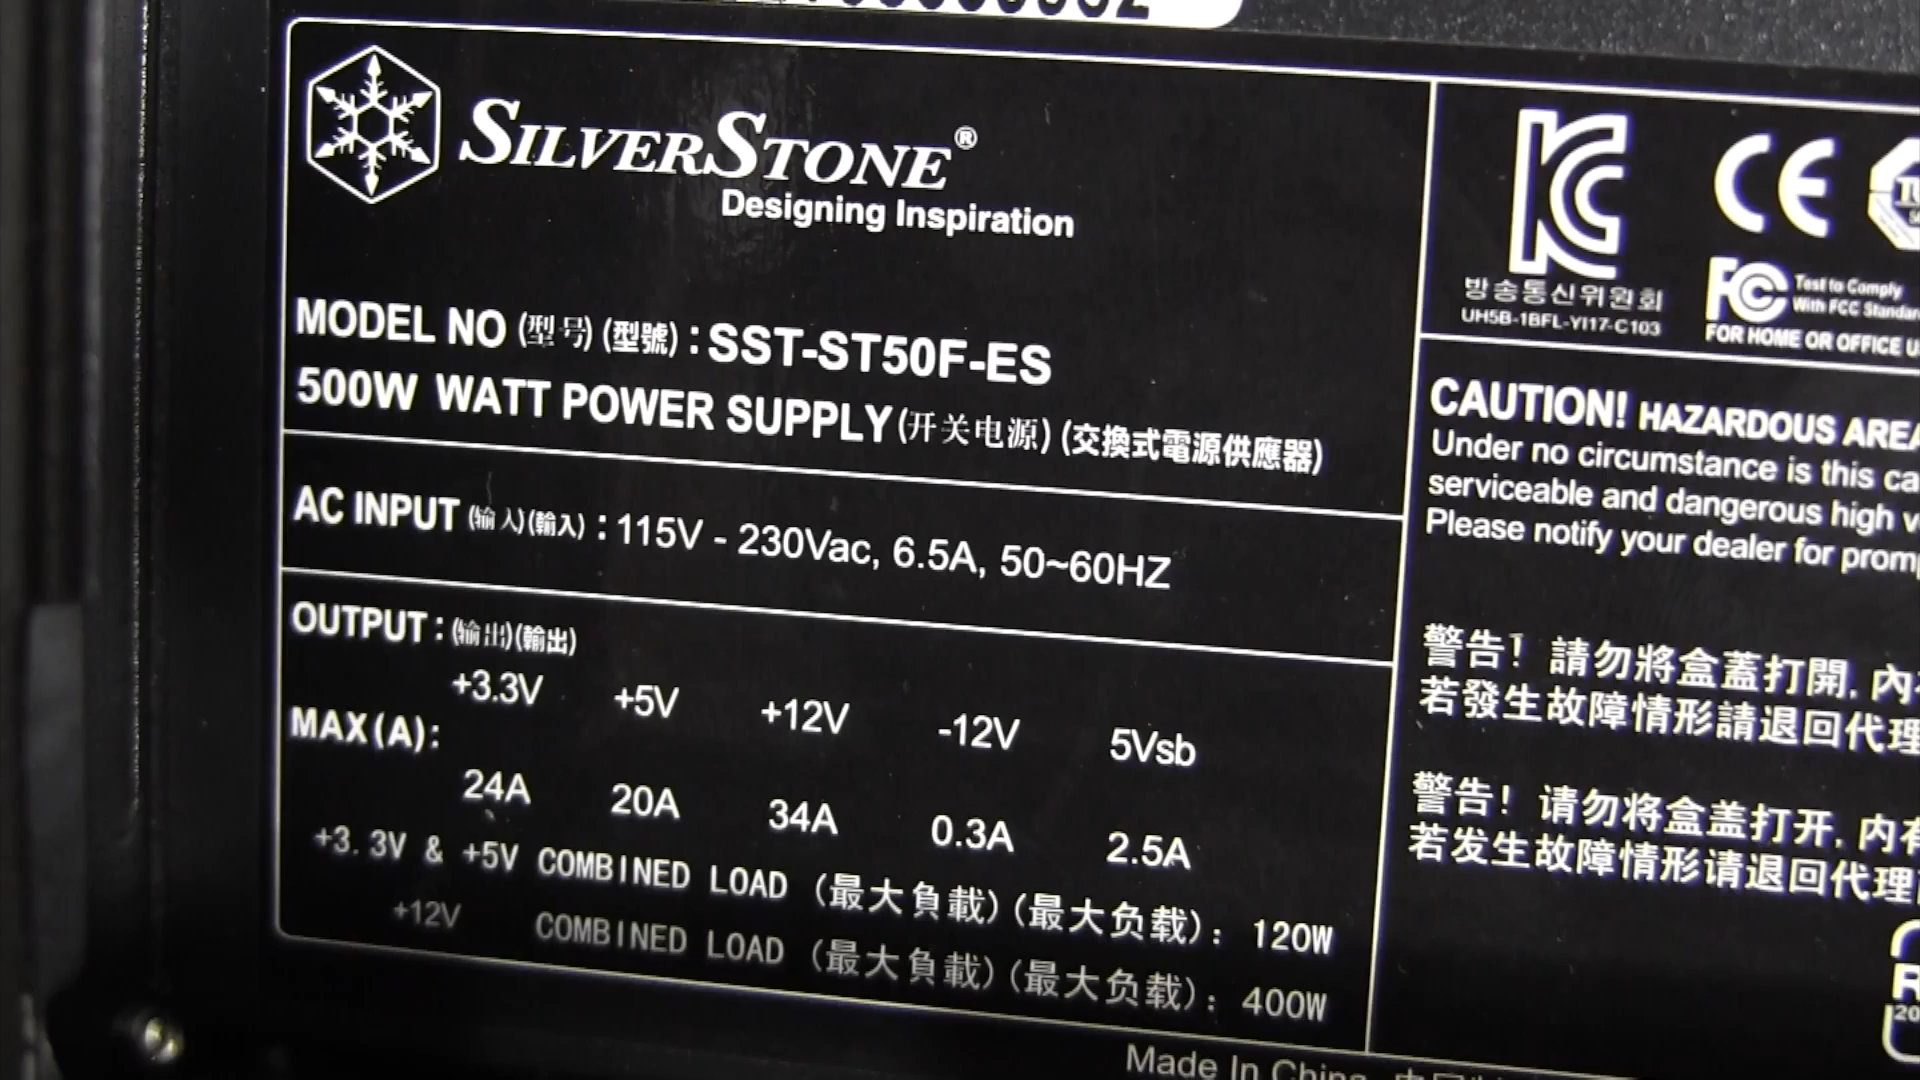 SILVERSTONE®
Designing Inspiration
MODEL NO (型号) (型號) : SST-ST50F-ES
500W WATT POWER SUPPLY (开关电源) (交換式電源供應器)
AC INPUT (输入) (輸入) : 115V - 230Vac, 6.5A, 50~60HZ
OUTPUT : (输出) (輸出)
+3.3V +5V +12V -12V 5Vsb
MAX(A):
24A 20A 34A 0.3A 2.5A
+3.3V & +5V COMBINED LOAD (最大負載) (最大负载) : 120W
+12V COMBINED LOAD (最大負載) (最大负载) : 400W
Made In China
방송통신위원회
UH5B-1BFL-YI17-C103
CE
FC
Test to Comply
With FCC
FOR HOME OR OFFICE
CAUTION! HAZARDOUS AREA
Under no circumstance is this
serviceable and dangerous high
Please notify your dealer for
警告! 請勿將盒蓋打開, 內
若發生故障情形請退回代理
警告! 请勿将盒盖打开, 内有
若发生故障情形请退回代理